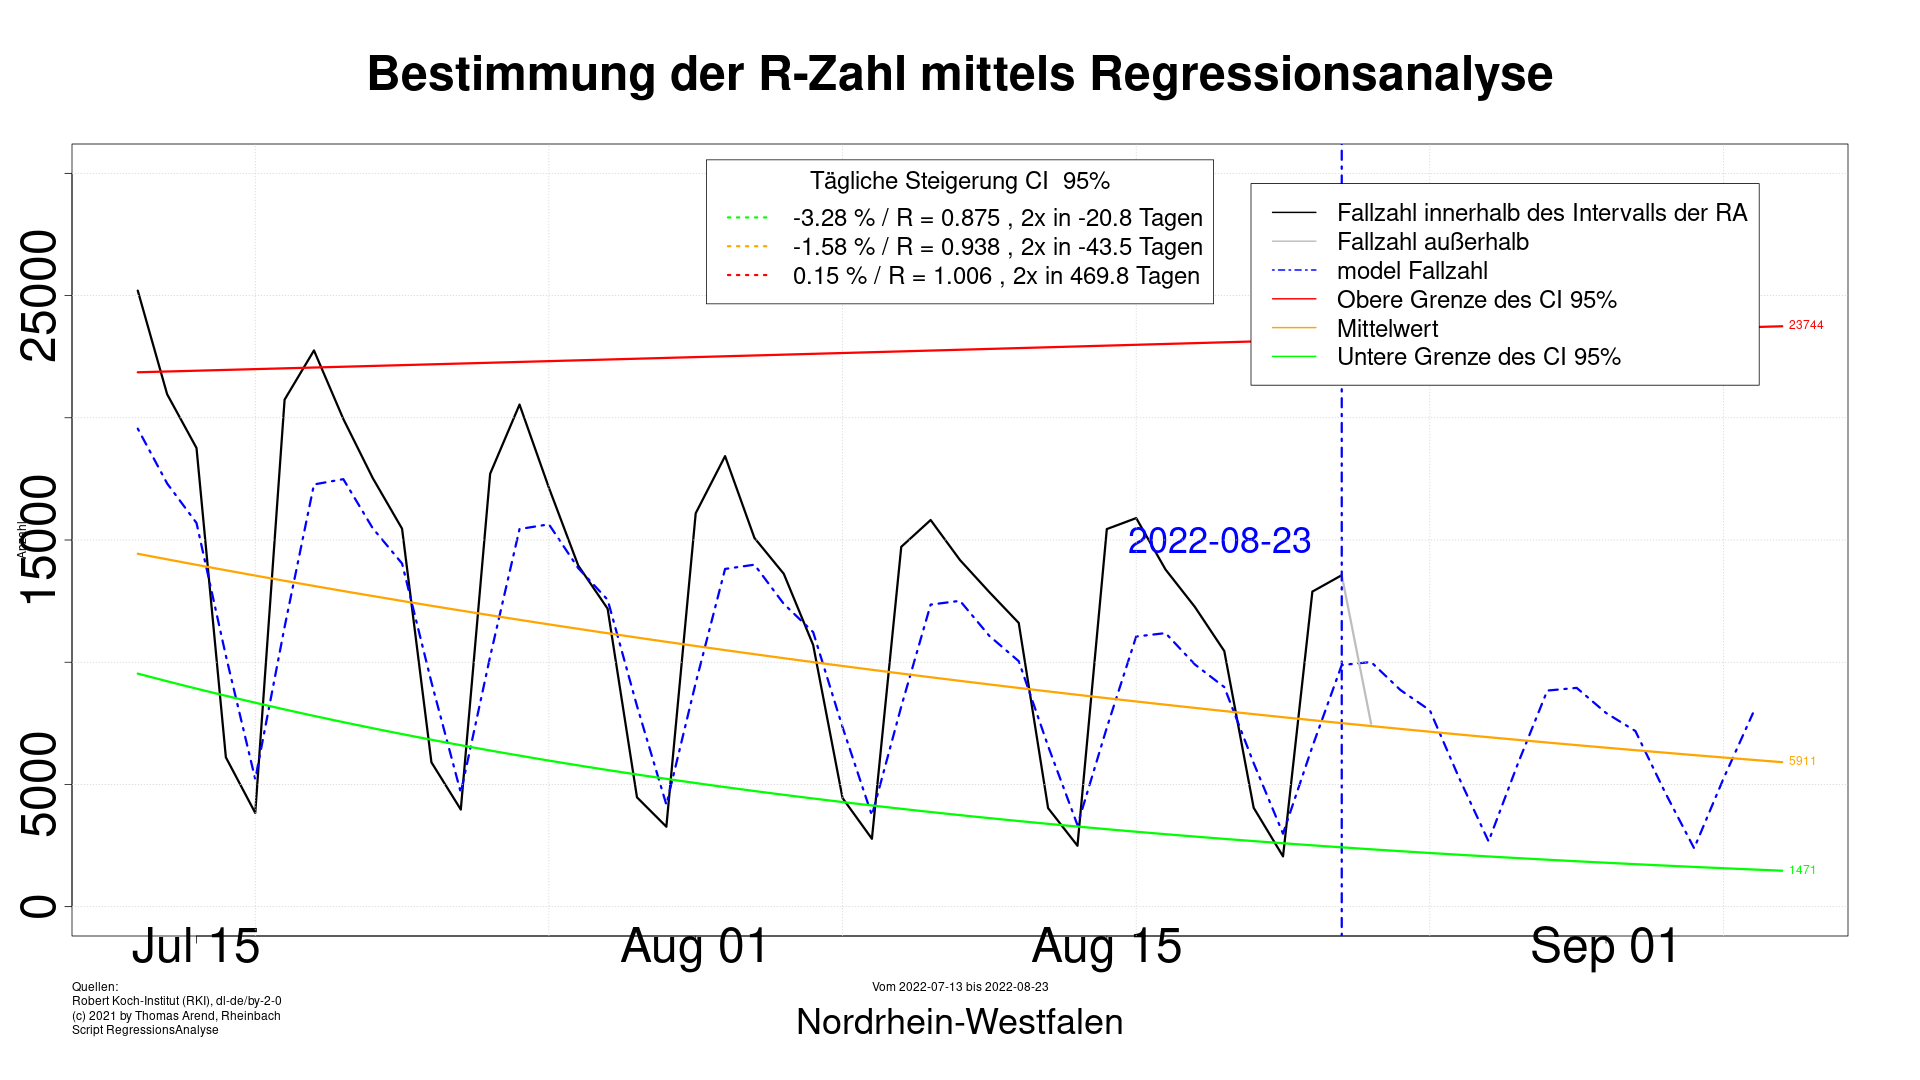 Bestimmung der R-Zahl mittels Regressionsanalyse
Tägliche Steigerung CI  95%
-3.28 % / R = 0.875 , 2x in -20.8 Tagen
-1.58 % / R = 0.938 , 2x in -43.5 Tagen
0.15 % / R = 1.006 , 2x in 469.8 Tagen
Fallzahl innerhalb des Intervalls der RA
Fallzahl außerhalb
model Fallzahl
Obere Grenze des CI 95%
Mittelwert
Untere Grenze des CI 95%
23744
25000
15000
5000
0
Anzahl
2022-08-23
5911
1471
Jul 15
Aug 01
Aug 15
Sep 01
Quellen:
Robert Koch-Institut (RKI), dl-de/by-2-0
(c) 2021 by Thomas Arend, Rheinbach
Script RegressionsAnalyse
Vom 2022-07-13 bis 2022-08-23
Nordrhein-Westfalen